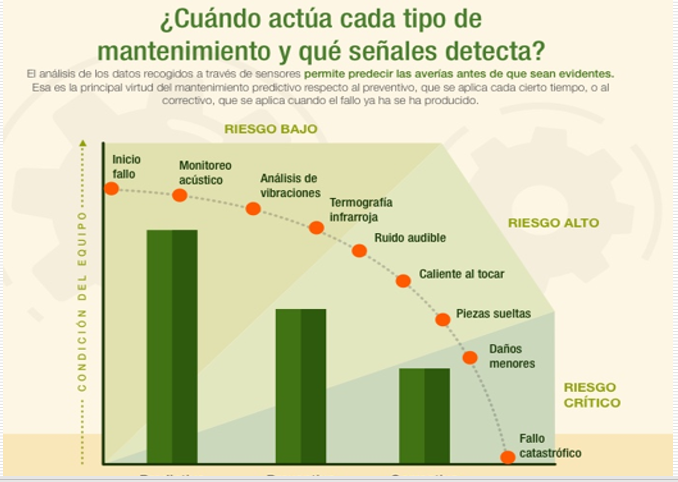 ¿Cuándo actúa cada tipo de
mantenimiento y qué señales detecta?
El análisis de los datos recogidos a través de sensores permite predecir las averías antes de que sean evidentes.
Esa es la principal virtud del mantenimiento predictivo respecto al preventivo, que se aplica cada cierto tiempo, o al
correctivo, que se aplica cuando el fallo ya ha se ha producido.
RIESGO BAJO
Inicio
fallo
Monitoreo
acústico
Análisis de
vibraciones
Termografía
infrarroja
Ruido audible
RIESGO ALTO
Caliente al tocar
Piezas sueltas
Daños
menores
RIESGO
CRÍTICO
Fallo
catastrófico
CONDICIÓN DEL EQUIPO